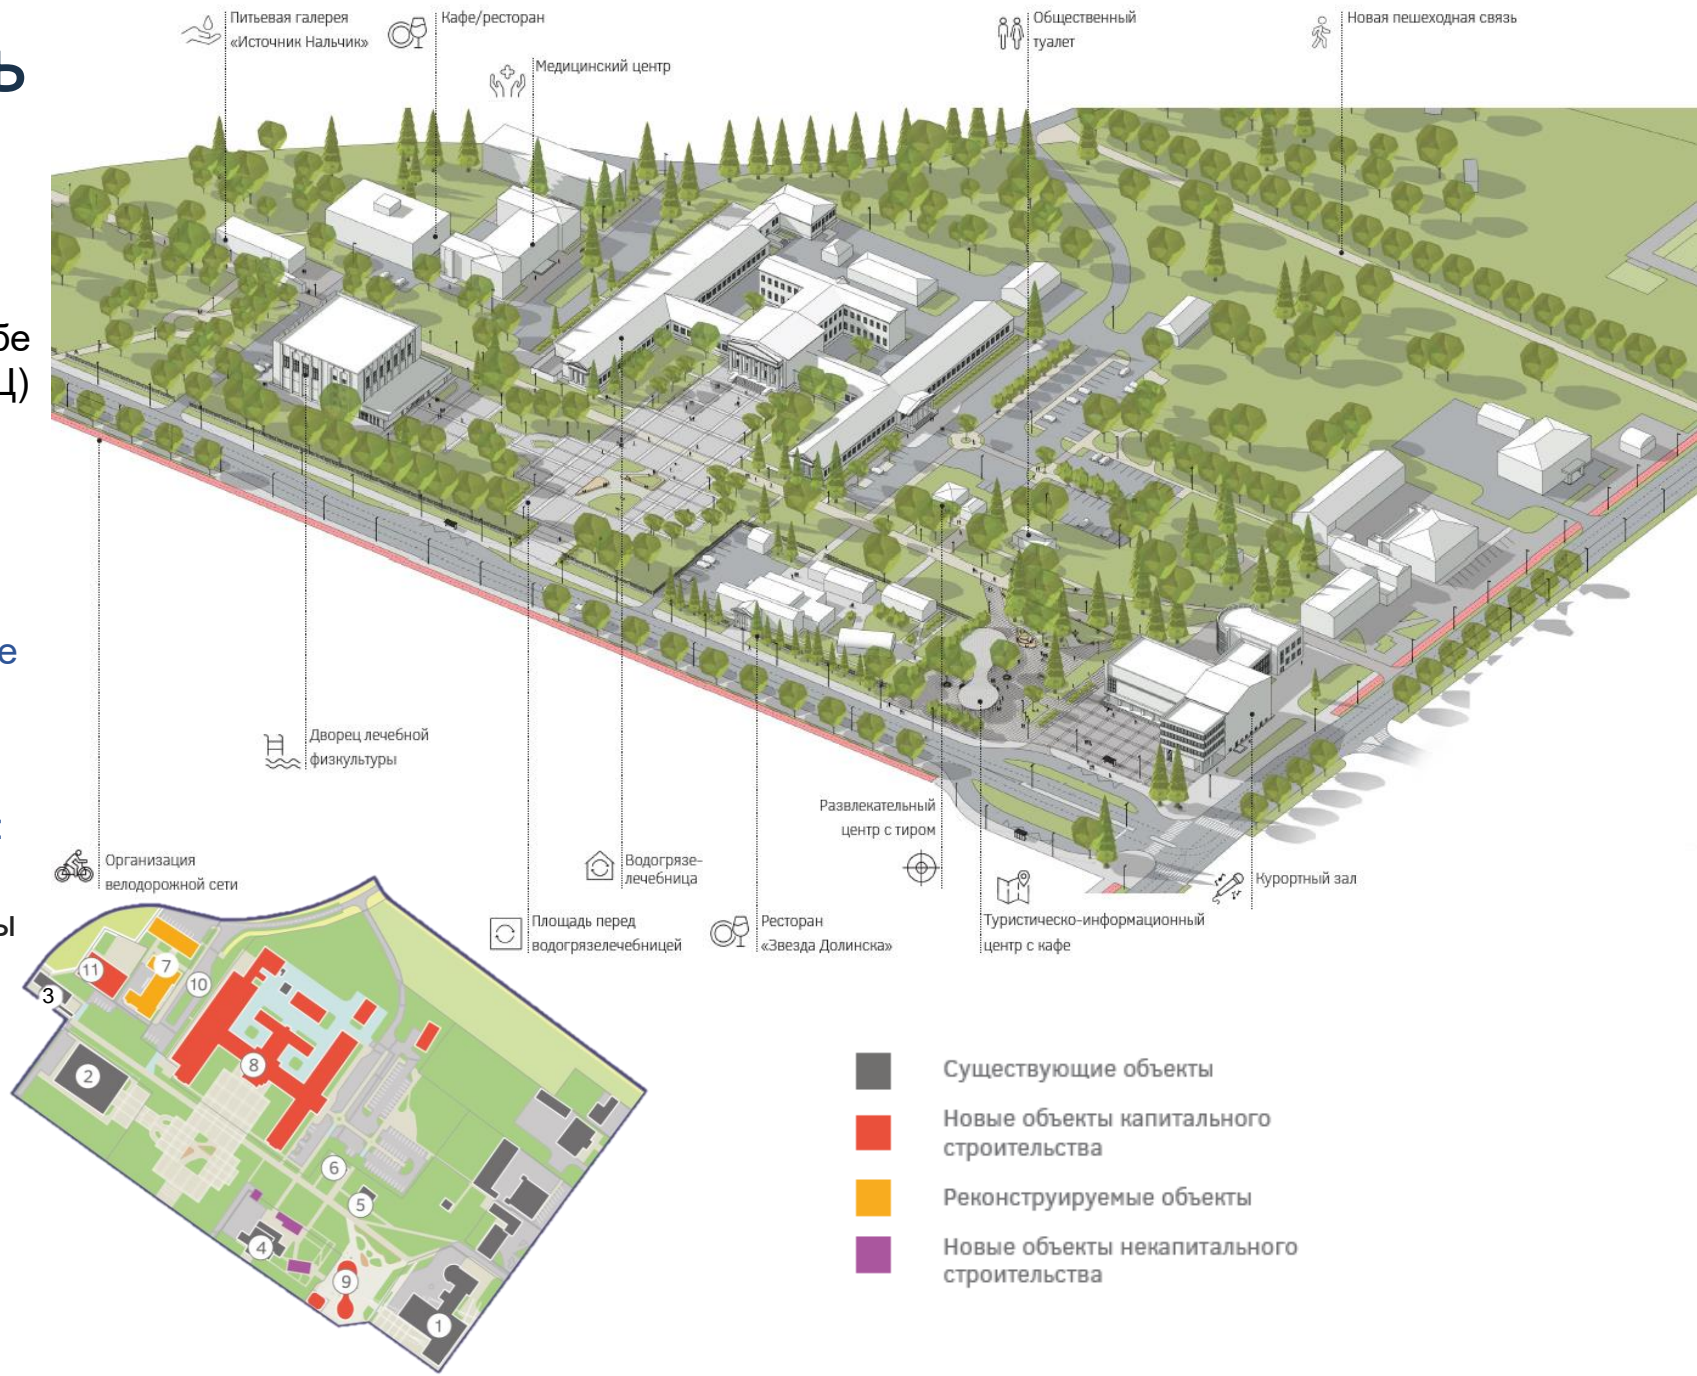 Питьевая галерея
«Источник Нальчик»
Кафе/ресторан
Медицинский центр
Общественный
туалет
Новая пешеходная связь
ь
бе
Ц)
е
ы
Дворец лечебной
физкультуры
Организация
велодорожной сети
Площадь перед
водогрязелечебницей
Водогрязе-
лечебница
Ресторан
«Звезда Долинска»
Развлекательный
центр с тиром
Туристическо-информационный
центр с кафе
Курортный зал
11
7
10
3
2
8
6
5
4
9
1
Существующие объекты
Новые объекты капитального
строительства
Реконструируемые объекты
Новые объекты некапитального
строительства